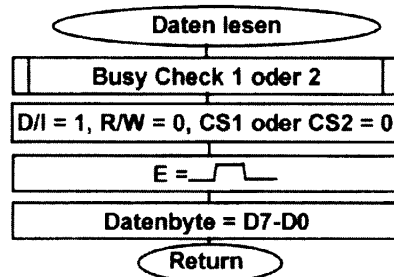 Daten lesen
Busy Check 1 oder 2
D/I = 1, R/W = 0, CS1 oder CS2 = 0
E =
Datenbyte = D7-D0
Return